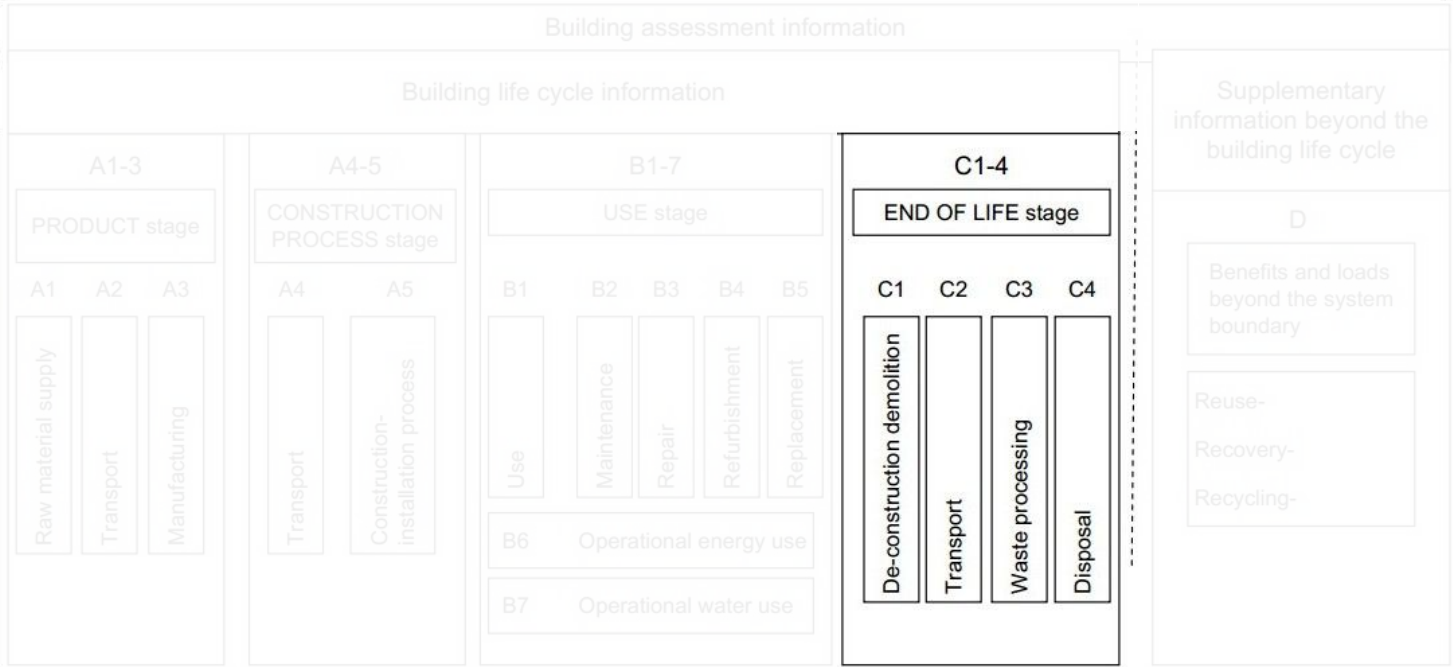 Building assessment information
Building life cycle information
Supplementary
information beyond the
building life cycle
A1-3
PRODUCT stage
A1 A2 A3
Raw material supply
Transport
Manufacturing
A4-5
CONSTRUCTION
PROCESS stage
A4 A5
Transport
Construction-
installation process
B1-7
USE stage
B1 B2 B3 B4 B5
Use
Maintenance
Repair
Refurbishment
Replacement
B6 Operational energy use
B7 Operational water use
C1-4
END OF LIFE stage
C1 C2 C3 C4
De-construction demolition
Transport
Waste processing
Disposal
D
Benefits and loads
beyond the system
boundary
Reuse-
Recovery-
Recycling-